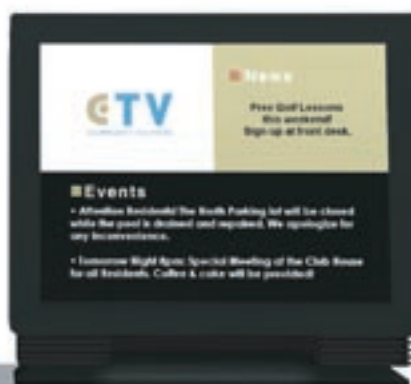 CTV
News
Free Golf Lessons
this weekend!
Sign up at front desk.
Events
• Attention Residents! The North Parking lot will be closed
while the pool is drained and repaired. We apologize for
any inconvenience.
• Tomorrow Night 8pm: Special Meeting at the Club House
for all Residents. Coffee & cake will be provided!